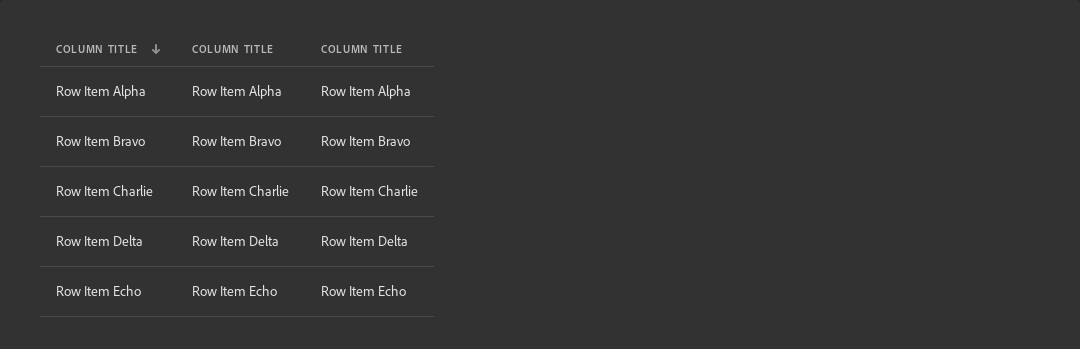 COLUMN TITLE COLUMN TITLE COLUMN TITLE
Row Item Alpha Row Item Alpha Row Item Alpha
Row Item Bravo Row Item Bravo Row Item Bravo
Row Item Charlie Row Item Charlie Row Item Charlie
Row Item Delta Row Item Delta Row Item Delta
Row Item Echo Row Item Echo Row Item Echo